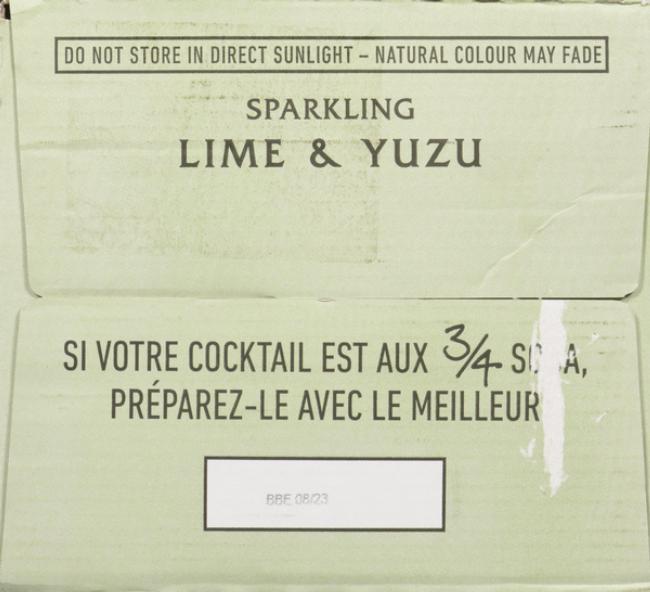 DO NOT STORE IN DIRECT SUNLIGHT – NATURAL COLOUR MAY FADE
SPARKLING
LIME & YUZU
SI VOTRE COCKTAIL EST AUX 3/4
PRÉPAREZ-LE AVEC LE MEILLEUR
BBE 08/23